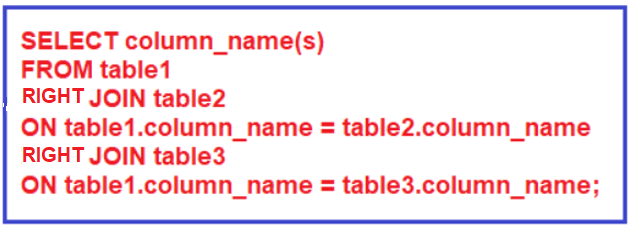 SELECT column_name(s)
FROM table1
RIGHT JOIN table2
ON table1.column_name = table2.column_name
RIGHT JOIN table3
ON table1.column_name = table3.column_name;